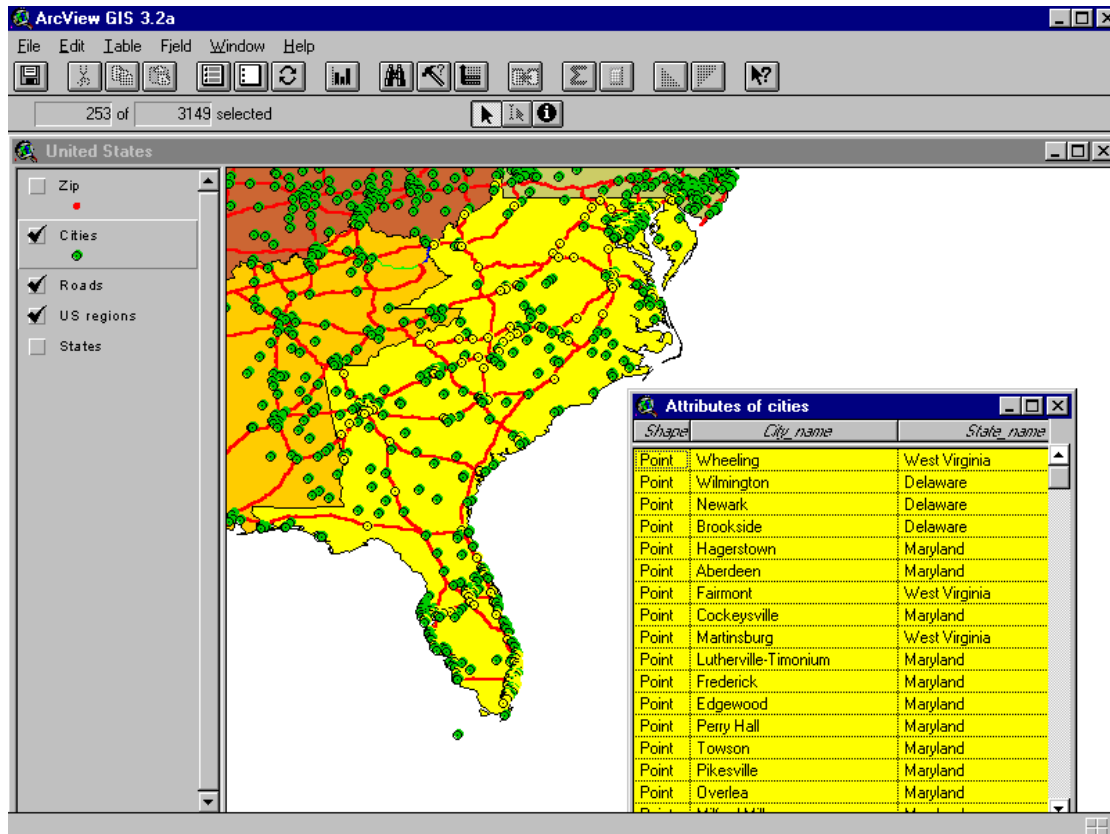 ArcView GIS 3.2a
File Edit Table Field Window Help
253 of 3149 selected
United States
Zip
Cities
Roads
US regions
States
Attributes of cities
Shape City_name State_name
Point Wheeling West Virginia
Point Wilmington Delaware
Point Newark Delaware
Point Brookside Delaware
Point Hagerstown Maryland
Point Aberdeen Maryland
Point Fairmont West Virginia
Point Cockeysville Maryland
Point Martinsburg West Virginia
Point Lutherville-Timonium Maryland
Point Frederick Maryland
Point Edgewood Maryland
Point Perry Hall Maryland
Point Towson Maryland
Point Pikesville Maryland
Point Overlea Maryland